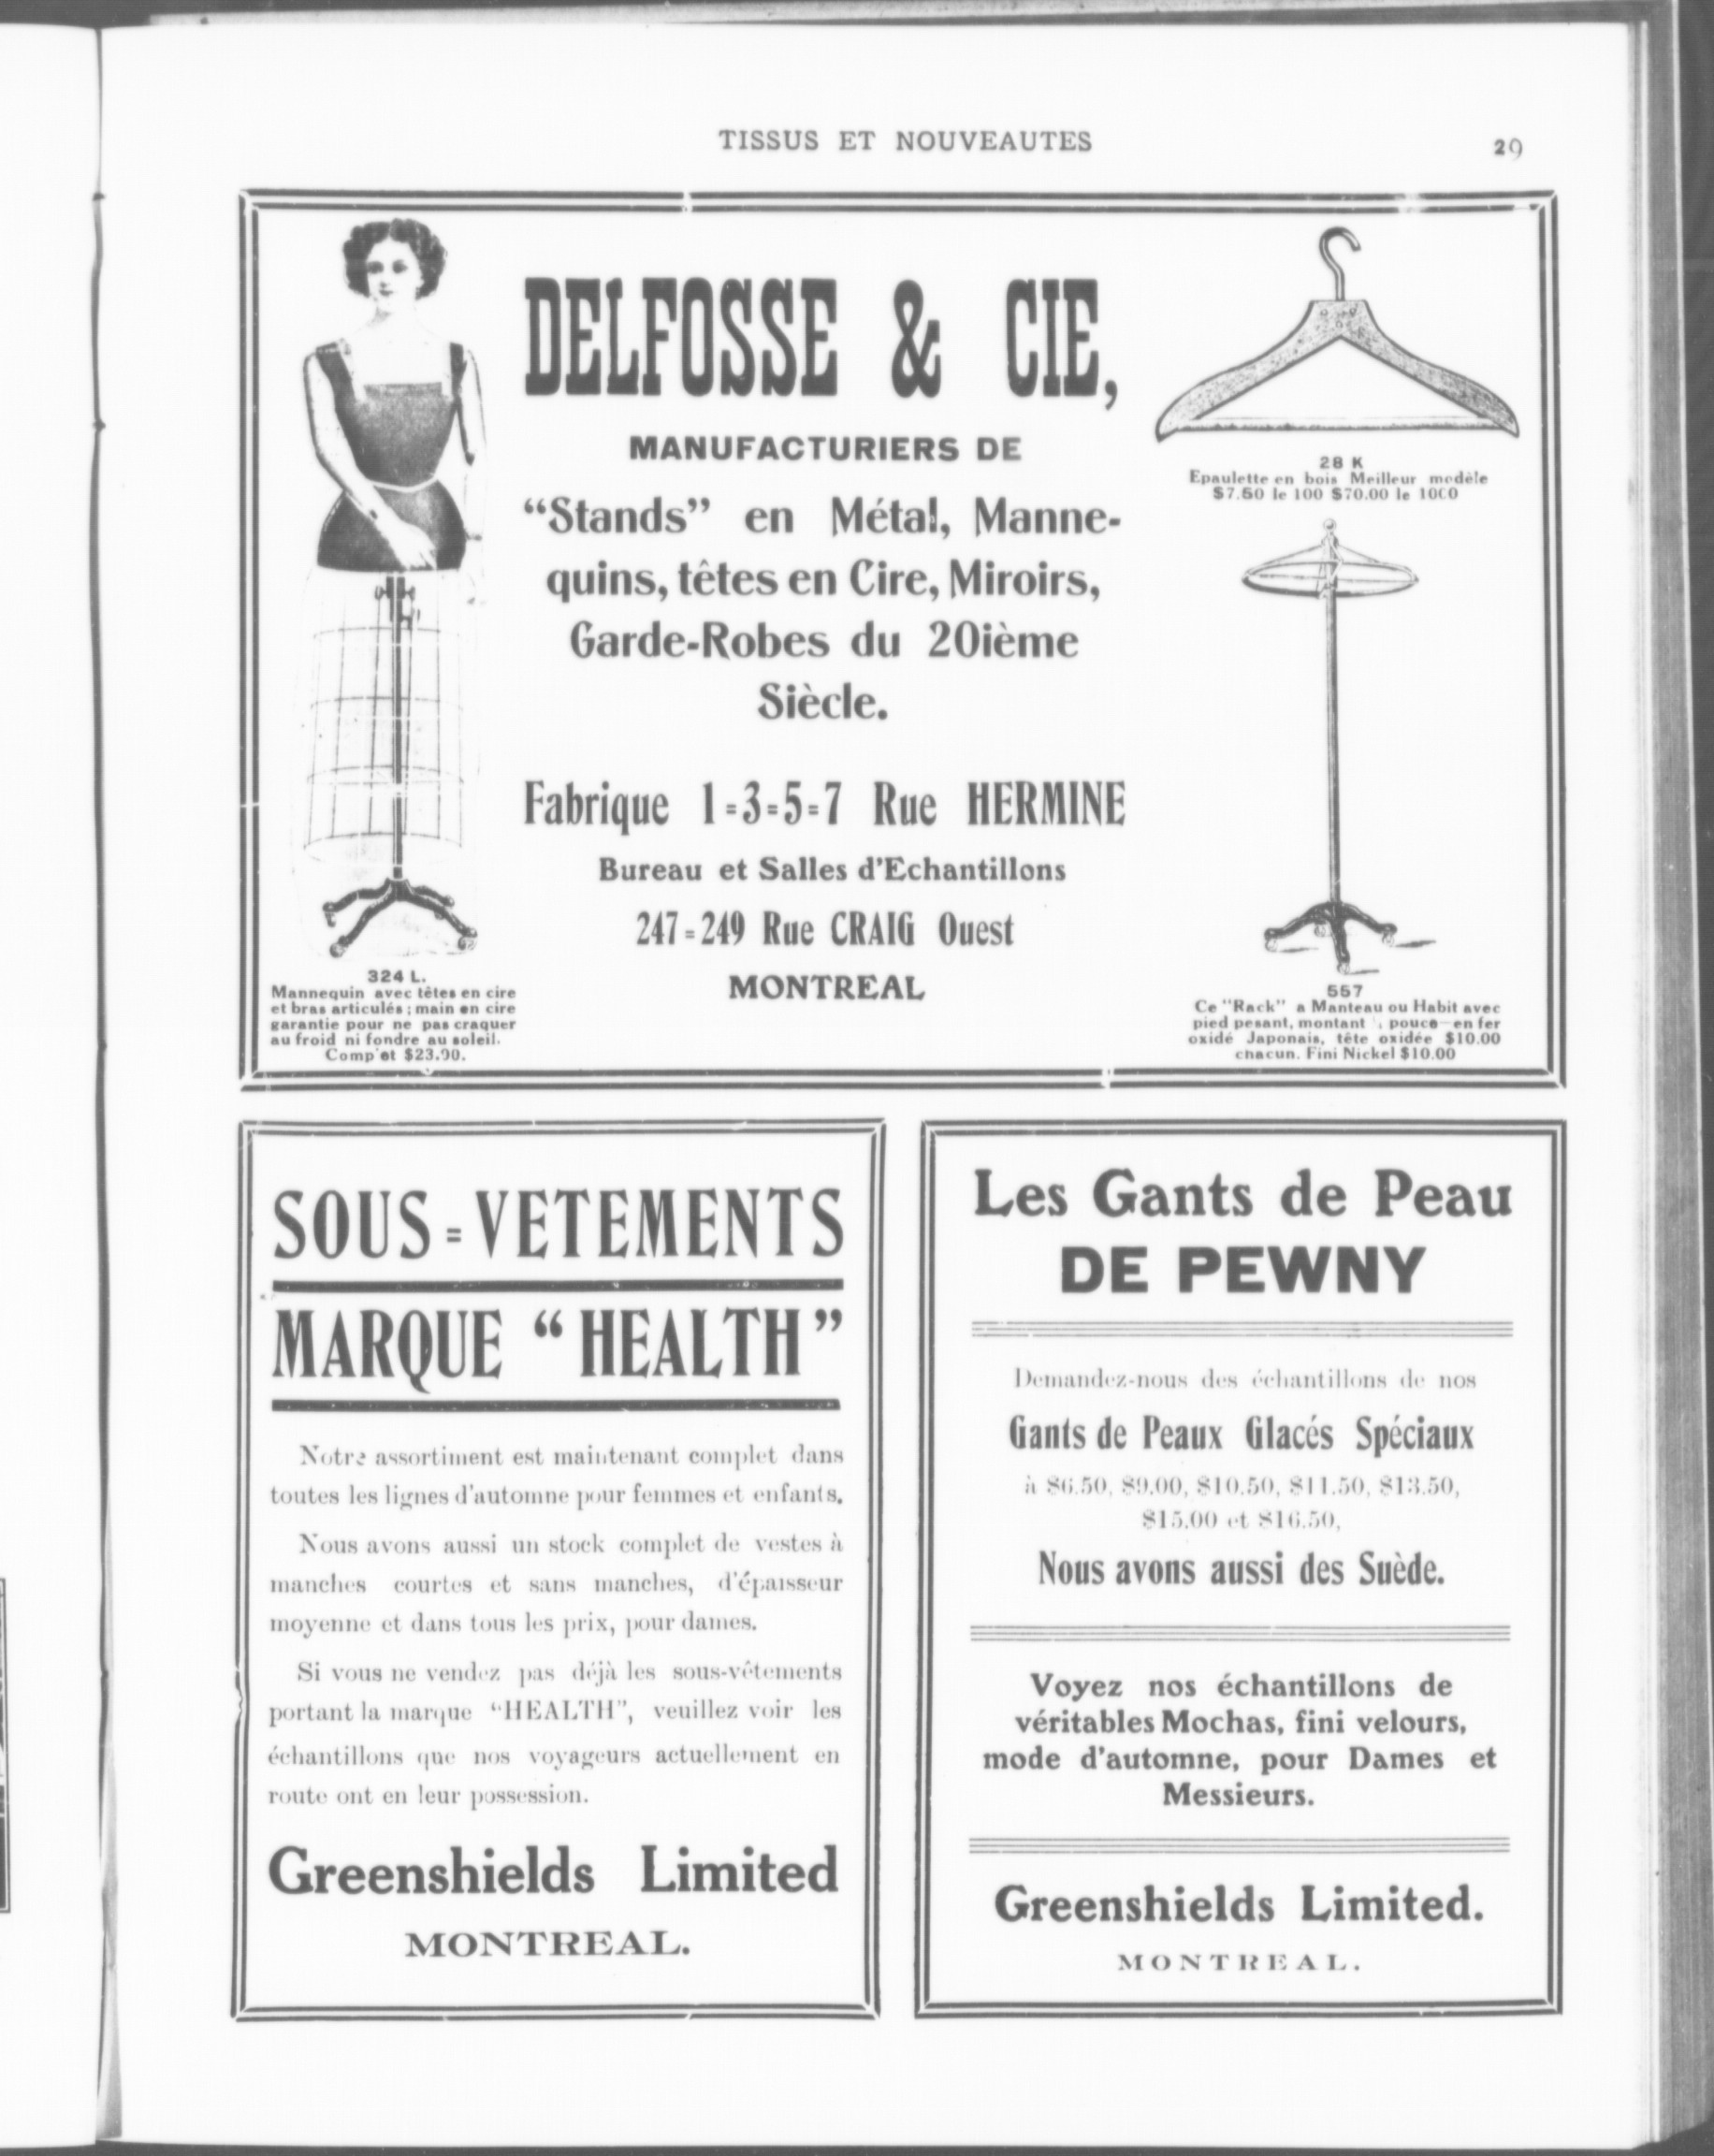 TISSUS ET NOUVEAUTES
29
DELFOSSE & CIE,
MANUFACTURIERS DE
“Stands” en Métal, Manne-
quins, têtes en Cire, Miroirs,
Garde-Robes du 20ième
Siècle.
Fabrique 1=3=5=7 Rue HERMINE
Bureau et Salles d'Echantillons
247=249 Rue CRAIG Ouest
MONTREAL
324 L.
Mannequin avec têtes en cire
et bras articulés ; main en cire
garantie pour ne pas craquer
au froid ni fondre au soleil.
Comp'et $23.00.
28 K
Epaulette en bois Meilleur modèle
$7.50 le 100 $70.00 le 1000
557
Ce "Rack" a Manteau ou Habit avec
pied pesant, montant pouce en fer
oxidé Japonais, tête oxidée $10.00
chacun. Fini Nickel $10.00
SOUS=VETEMENTS
MARQUE “HEALTH”
Notre assortiment est maintenant complet dans
toutes les lignes d'automne pour femmes et enfants.
Nous avons aussi un stock complet de vestes à
manches courtes et sans manches, d'épaisseur
moyenne et dans tous les prix, pour dames.
Si vous ne vendez pas déjà les sous-vêtements
portant la marque “HEALTH”, veuillez voir les
échantillons que nos voyageurs actuellement en
route ont en leur possession.
Greenshields Limited
MONTREAL.
Les Gants de Peau
DE PEWNY
Demandez-nous des échantillons de nos
Gants de Peaux Glacés Spéciaux
à $6.50, $9.00, $10.50, $11.50, $13.50,
$15.00 et $16.50,
Nous avons aussi des Suède.
Voyez nos échantillons de
véritables Mochas, fini velours,
mode d'automne, pour Dames et
Messieurs.
Greenshields Limited.
MONTREAL.